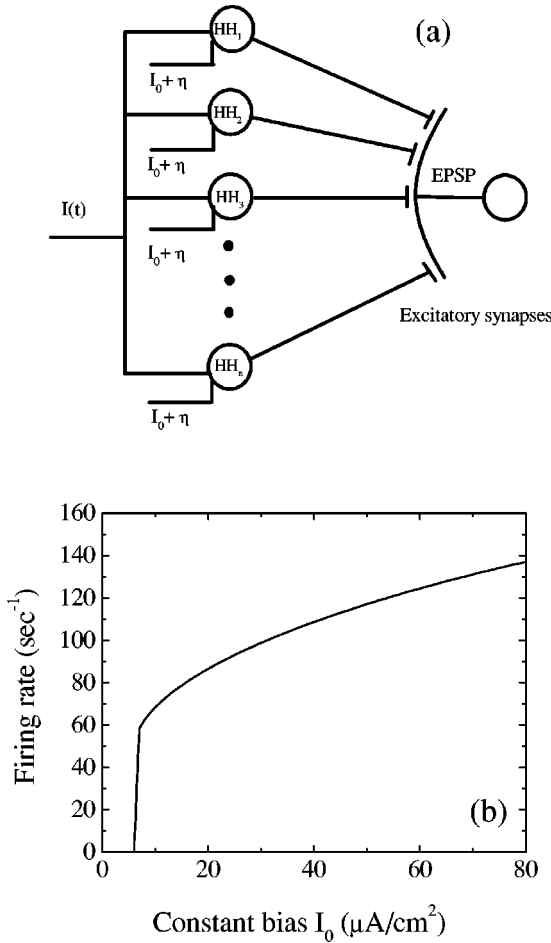 (a)
HH₁
I₀+ η
HH₂
I₀+ η
EPSP
HH₃
I(t)
I₀+ η
Excitatory synapses
HHₙ
I₀+ η
160
140
120
100
80
60
40
20
0
Firing rate (sec⁻¹)
(b)
0 20 40 60 80
Constant bias I₀ (μA/cm²)